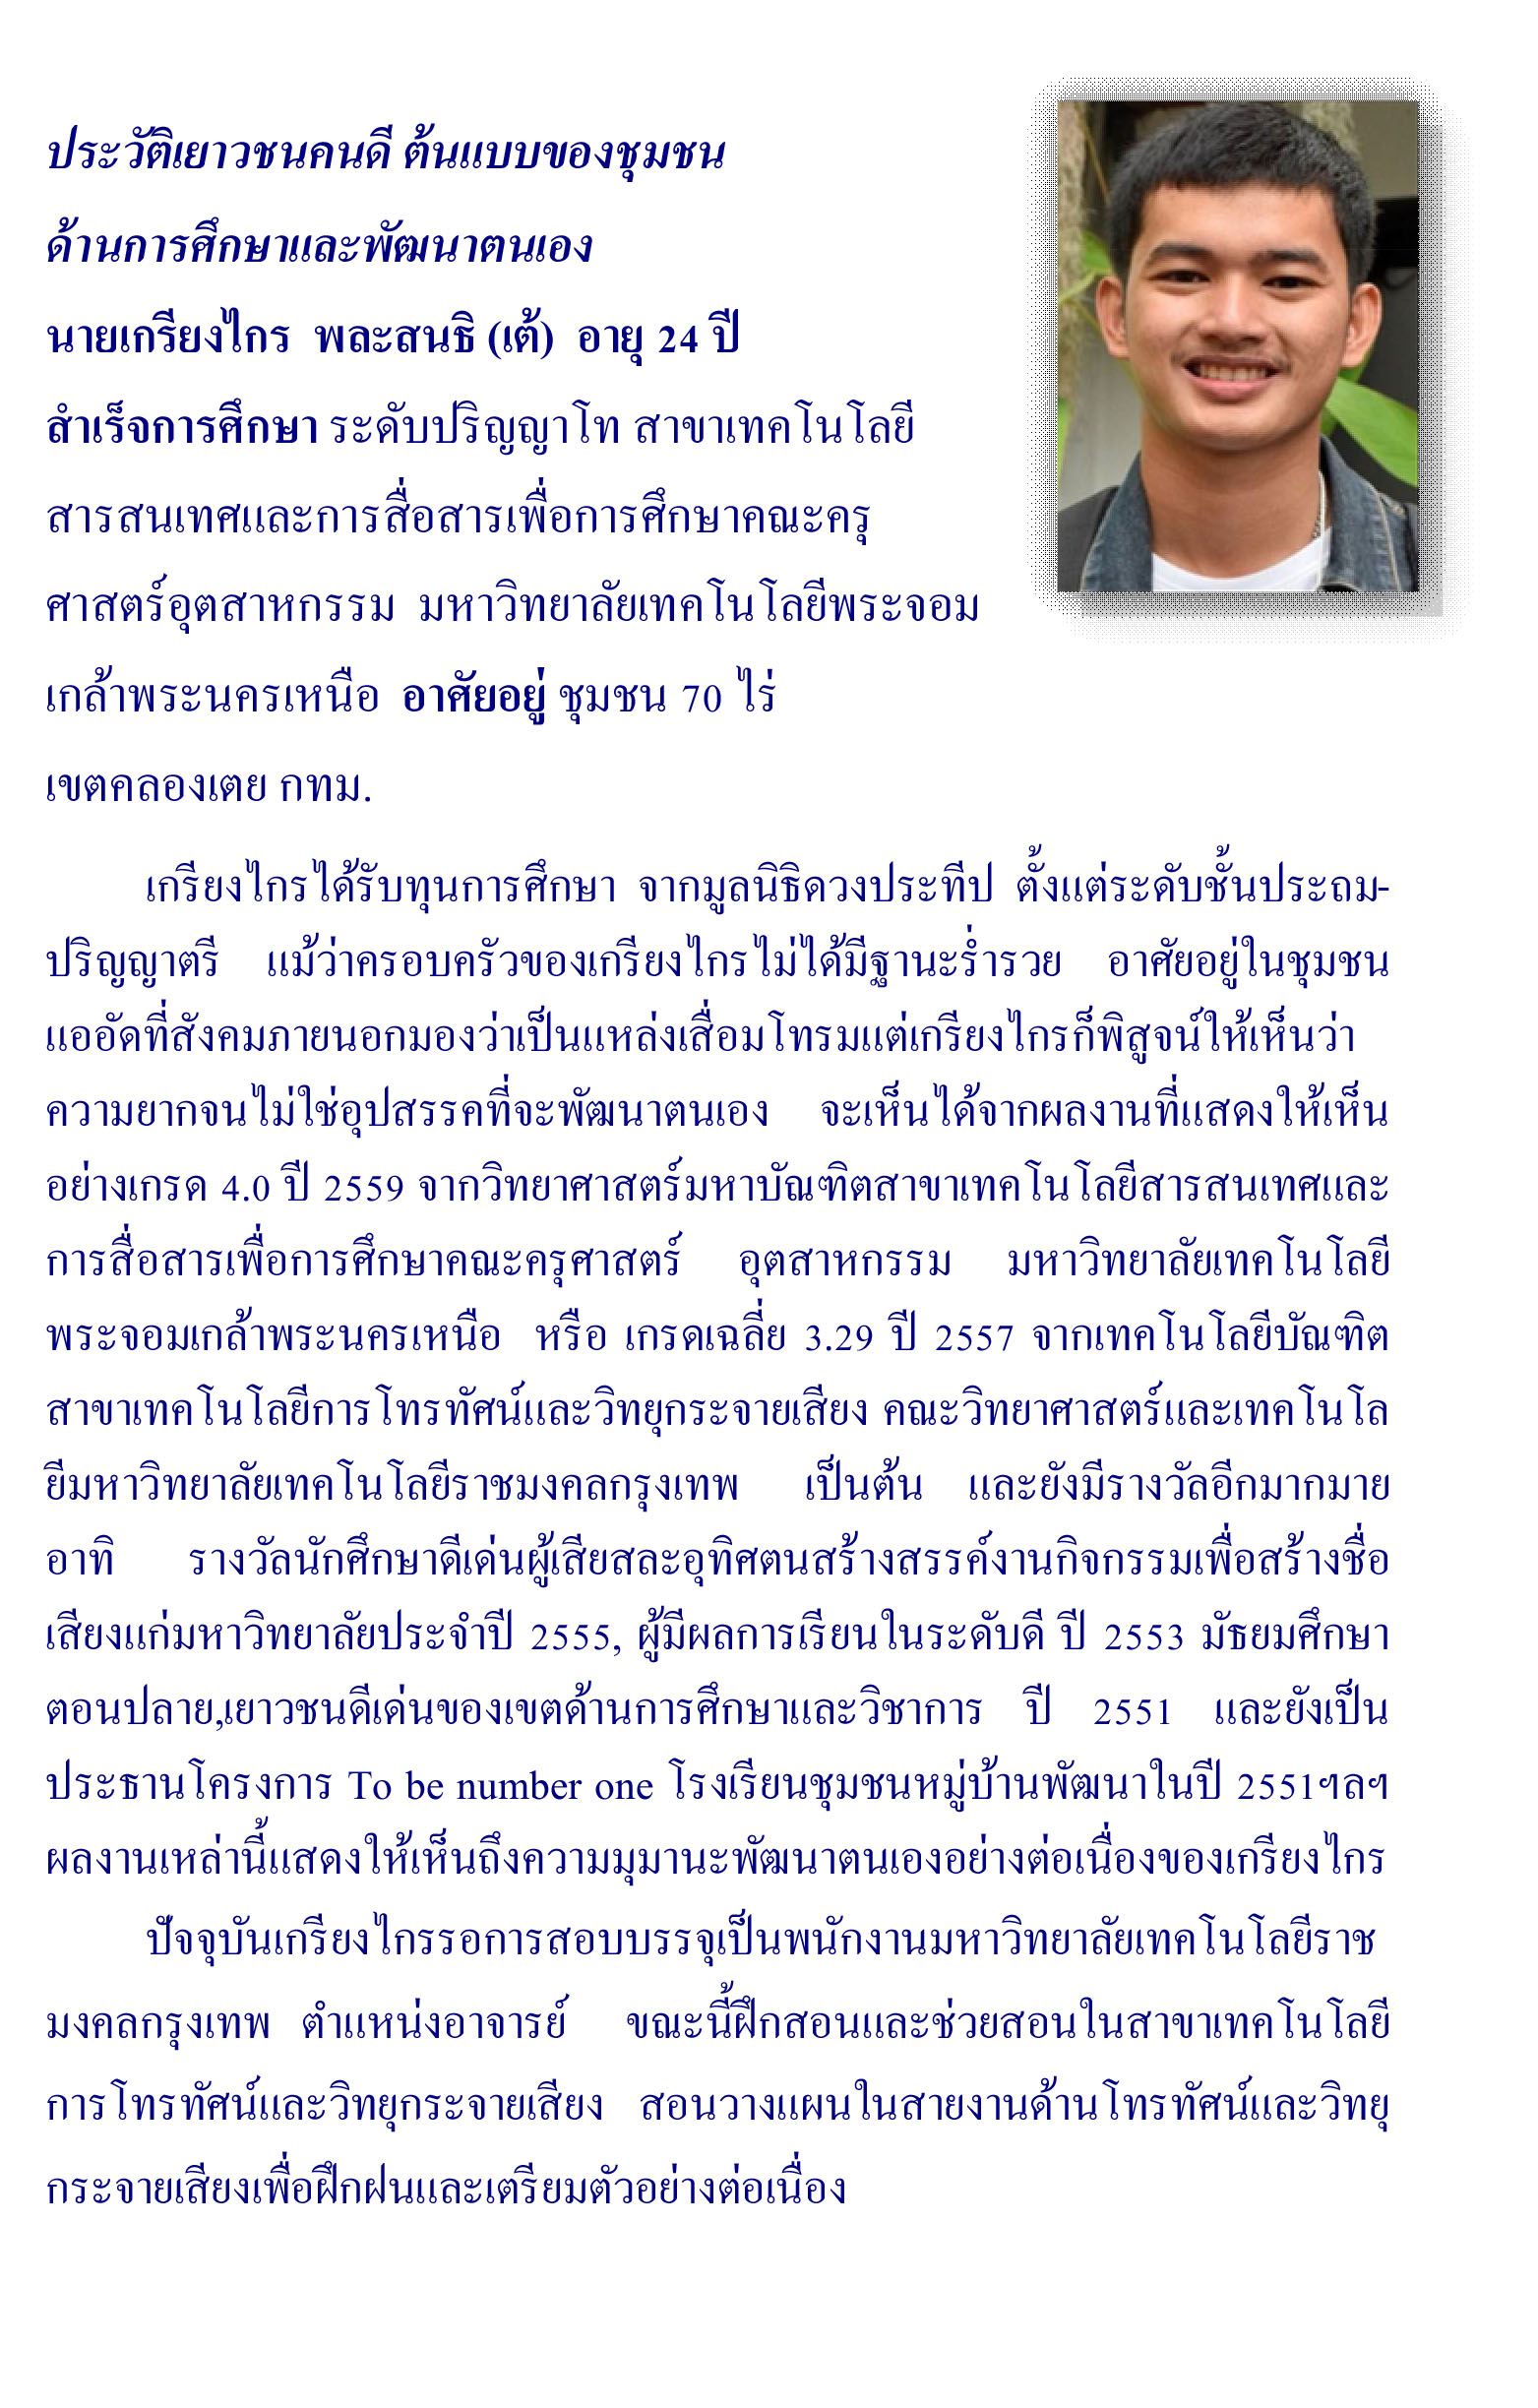 ประวัติเยาวชนคนดี ต้นแบบของชุมชน
ด้านการศึกษาและพัฒนาตนเอง
นายเกรียงไกร พละสนธิ (เต้) อายุ 24 ปี
สำเร็จการศึกษา ระดับปริญญาโท สาขาเทคโนโลยี
สารสนเทศและการสื่อสารเพื่อการศึกษาคณะครุ
ศาสตร์อุตสาหกรรม มหาวิทยาลัยเทคโนโลยีพระจอม
เกล้าพระนครเหนือ อาศัยอยู่ ชุมชน 70 ไร่
เขตคลองเตย กทม.
เกรียงไกรได้รับทุนการศึกษา จากมูลนิธิดวงประทีป ตั้งแต่ระดับชั้นประถม-
ปริญญาตรี แม้ว่าครอบครัวของเกรียงไกรไม่ได้มีฐานะร่ำรวย อาศัยอยู่ในชุมชน
แออัดที่สังคมภายนอกมองว่าเป็นแหล่งเสื่อมโทรมแต่เกรียงไกรก็พิสูจน์ให้เห็นว่า
ความยากจนไม่ใช่อุปสรรคที่จะพัฒนาตนเอง จะเห็นได้จากผลงานที่แสดงให้เห็น
อย่างเกรด 4.0 ปี 2559 จากวิทยาศาสตร์มหาบัณฑิตสาขาเทคโนโลยีสารสนเทศและ
การสื่อสารเพื่อการศึกษาคณะครุศาสตร์ อุตสาหกรรม มหาวิทยาลัยเทคโนโลยี
พระจอมเกล้าพระนครเหนือ หรือ เกรดเฉลี่ย 3.29 ปี 2557 จากเทคโนโลยีบัณฑิต
สาขาเทคโนโลยีการโทรทัศน์และวิทยุกระจายเสียง คณะวิทยาศาสตร์และเทคโนโล
ยีมหาวิทยาลัยเทคโนโลยีราชมงคลกรุงเทพ เป็นต้น และยังมีรางวัลอีกมากมาย
อาทิ รางวัลนักศึกษาดีเด่นผู้เสียสละอุทิศตนสร้างสรรค์งานกิจกรรมเพื่อสร้างชื่อ
เสียงแก่มหาวิทยาลัยประจำปี 2555, ผู้มีผลการเรียนในระดับดี ปี 2553 มัธยมศึกษา
ตอนปลาย,เยาวชนดีเด่นของเขตด้านการศึกษาและวิชาการ ปี 2551 และยังเป็น
ประธานโครงการ To be number one โรงเรียนชุมชนหมู่บ้านพัฒนาในปี 2551ฯลฯ
ผลงานเหล่านี้แสดงให้เห็นถึงความมุมานะพัฒนาตนเองอย่างต่อเนื่องของเกรียงไกร
ปัจจุบันเกรียงไกรรอการสอบบรรจุเป็นพนักงานมหาวิทยาลัยเทคโนโลยีราช
มงคลกรุงเทพ ตำแหน่งอาจารย์ ขณะนี้ฝึกสอนและช่วยสอนในสาขาเทคโนโลยี
การโทรทัศน์และวิทยุกระจายเสียง สอนวางแผนในสายงานด้านโทรทัศน์และวิทยุ
กระจายเสียงเพื่อฝึกฝนและเตรียมตัวอย่างต่อเนื่อง